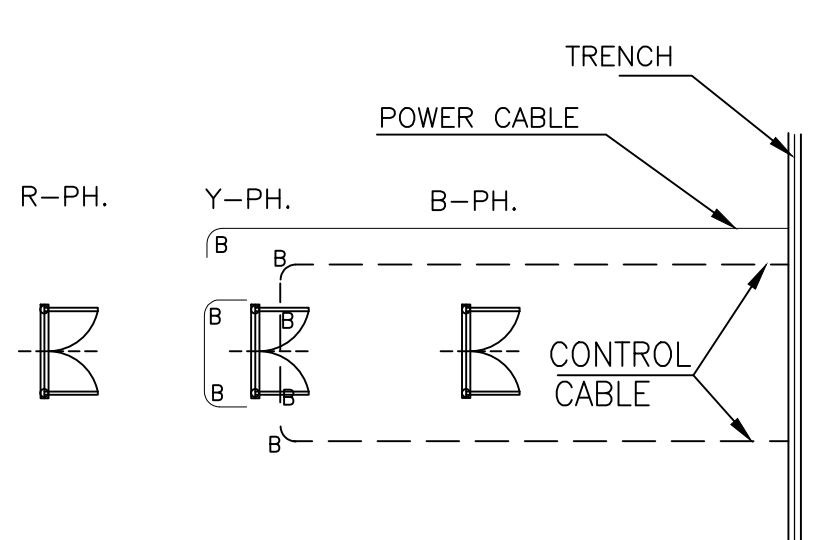 TRENCH
POWER CABLE
R-PH.
Y-PH.
B-PH.
B
B
B
B
CONTROL
CABLE
B
B
B